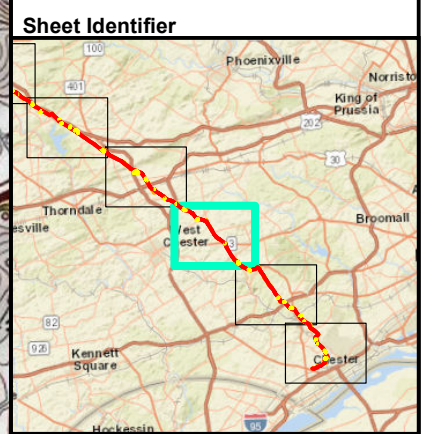 Sheet Identifier
100
Phoenixville
401
Norristo
King of
Prussia
202
30
Thorndale
esville
West
Chester
3
Broomall
82
926
Kennett
Square
Chester
Hockessin
95